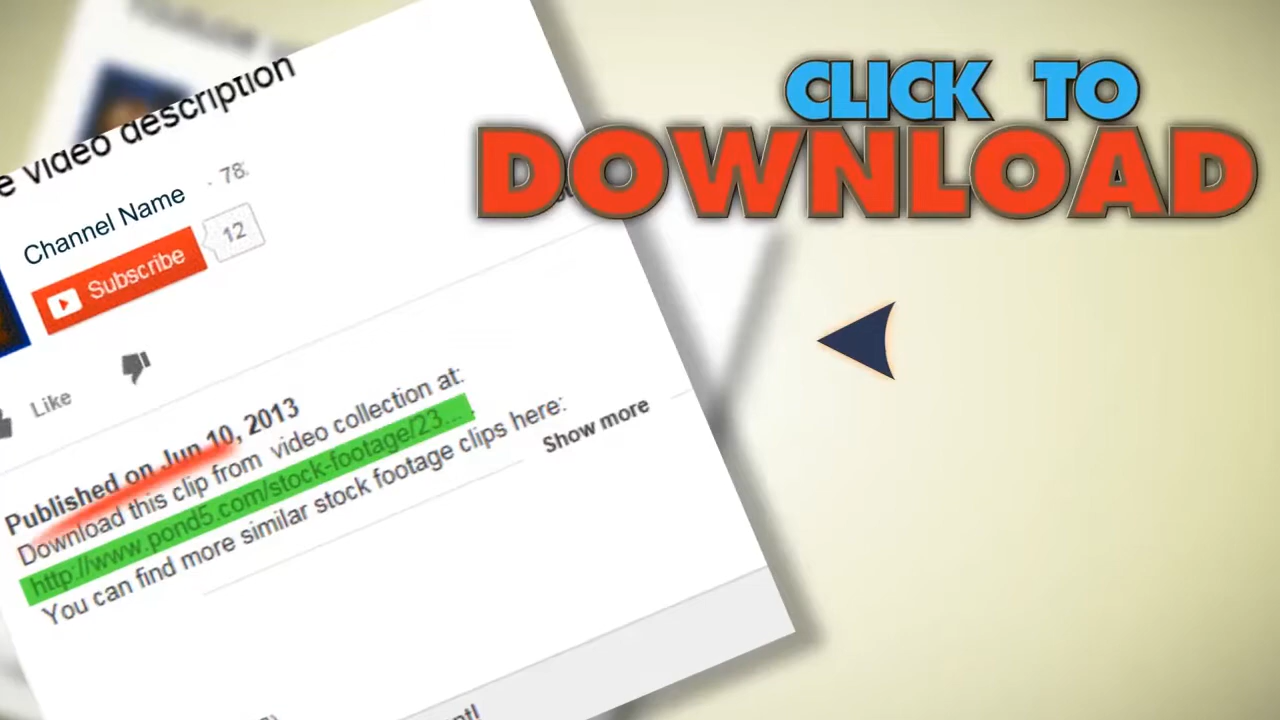 CLICK TO
DOWNLOAD
e video description
Channel Name
78
Subscribe
12
Like
Published on Jun 10, 2013
Download this clip from video collection at:
http://www.pond5.com/stock-footage/23...
You can find more similar stock footage clips here:
Show more